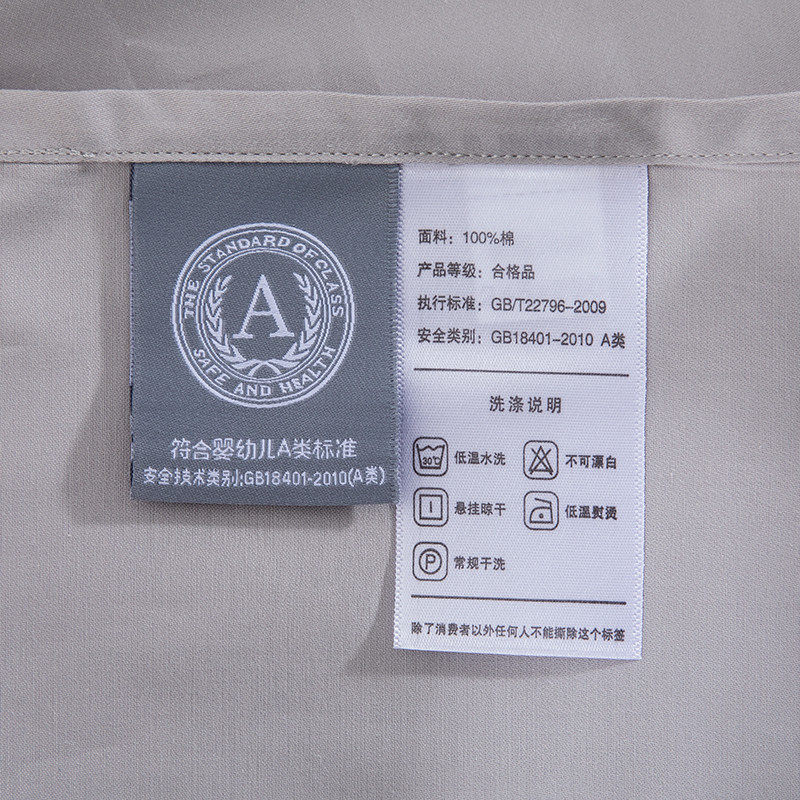 THE STANDARD OF CLASS
A
SAFE AND HEALTH
符合婴幼儿A类标准
安全技术类别:GB18401-2010(A类)
面料：100%棉
产品等级：合格品
执行标准：GB/T22796-2009
安全类别：GB18401-2010 A类
洗涤说明
30℃ 低温水洗
不可漂白
悬挂晾干
低温熨烫
P 常规干洗
除了消费者以外任何人不能撕除这个标签